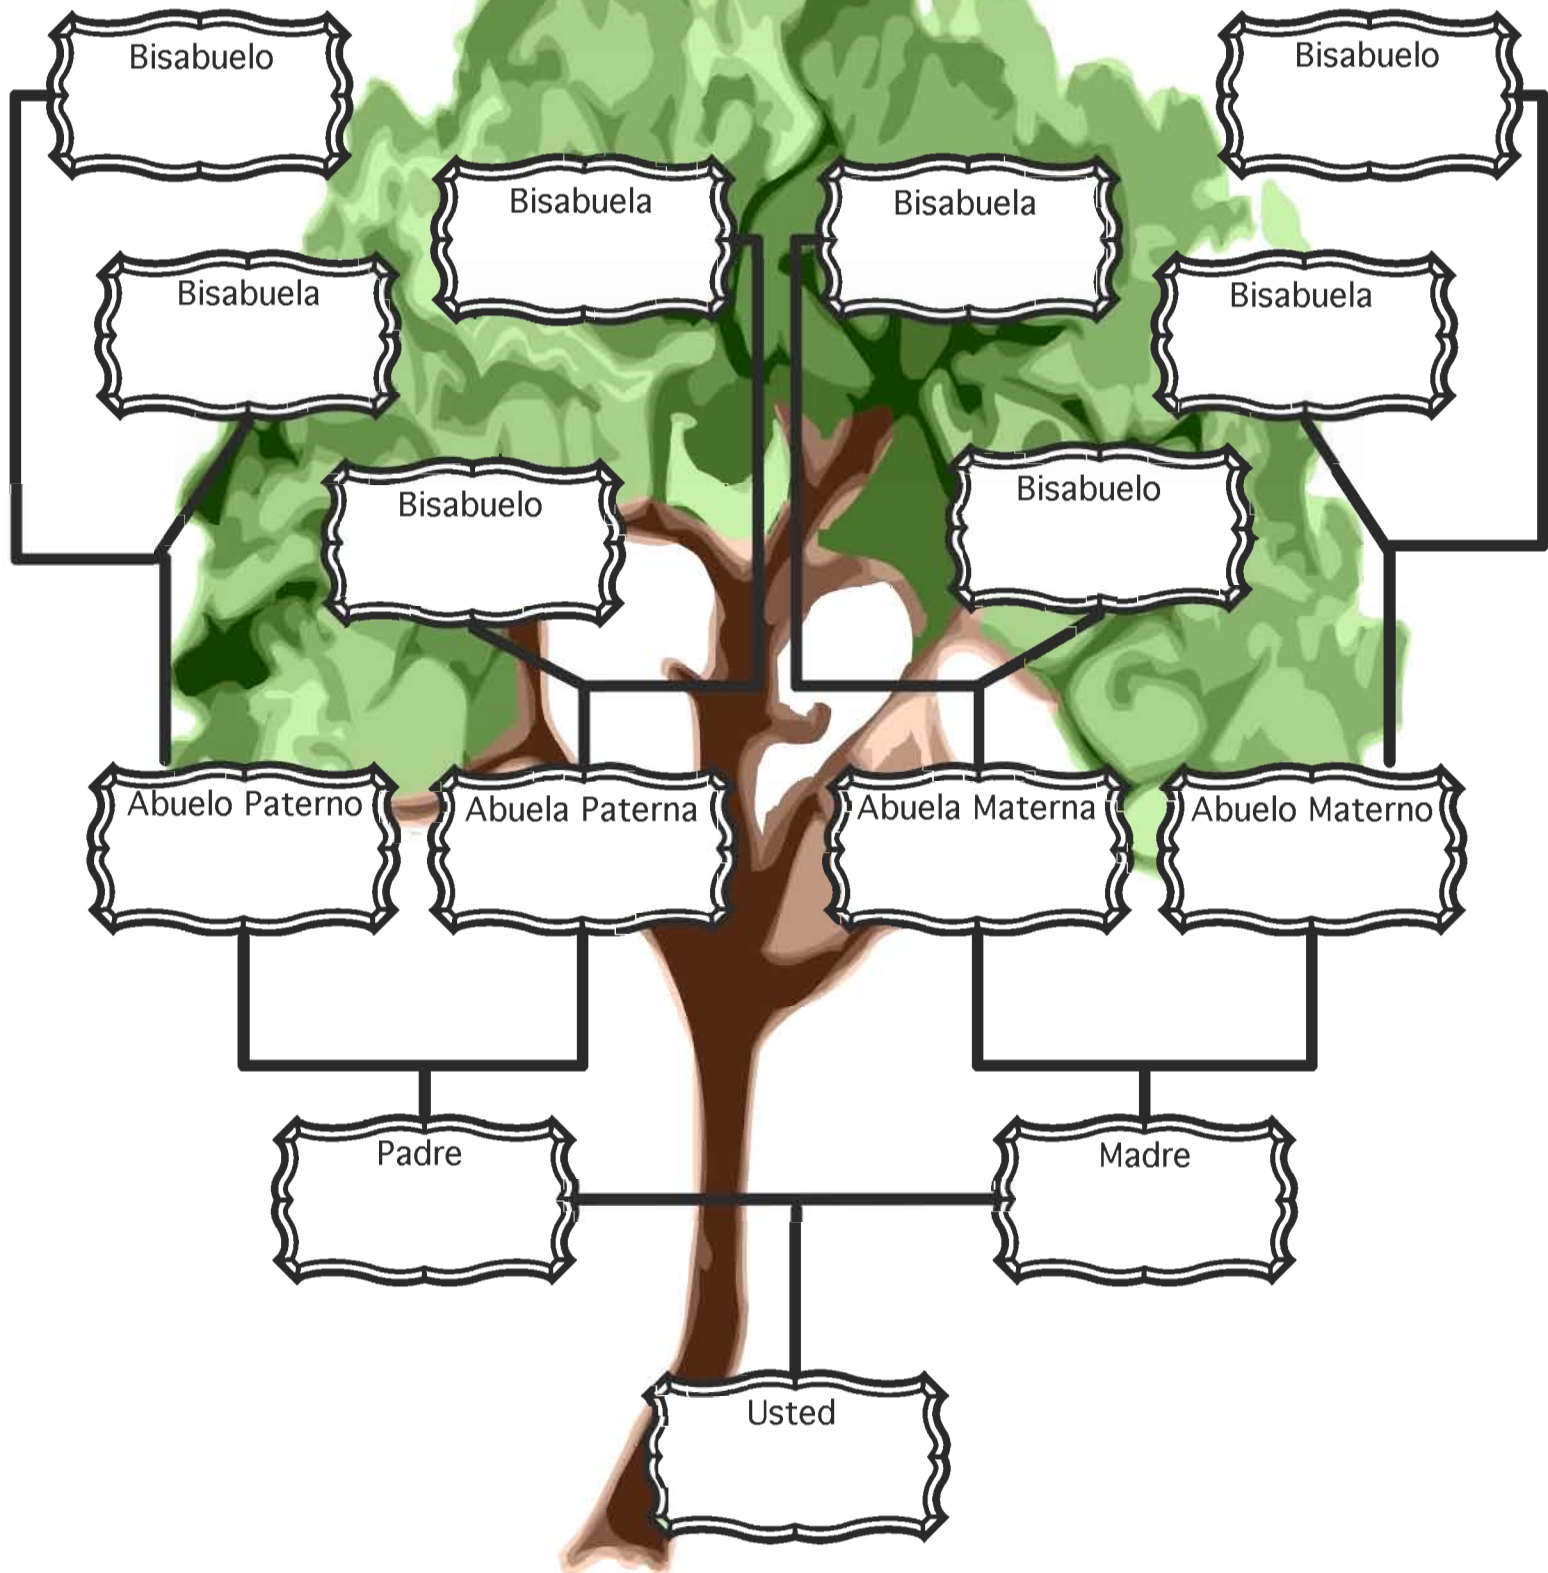 Bisabuelo
Bisabuelo
Bisabuela
Bisabuela
Bisabuela
Bisabuela
Bisabuelo
Bisabuelo
Abuelo Paterno
Abuela Paterna
Abuela Materna
Abuelo Materno
Padre
Madre
Usted